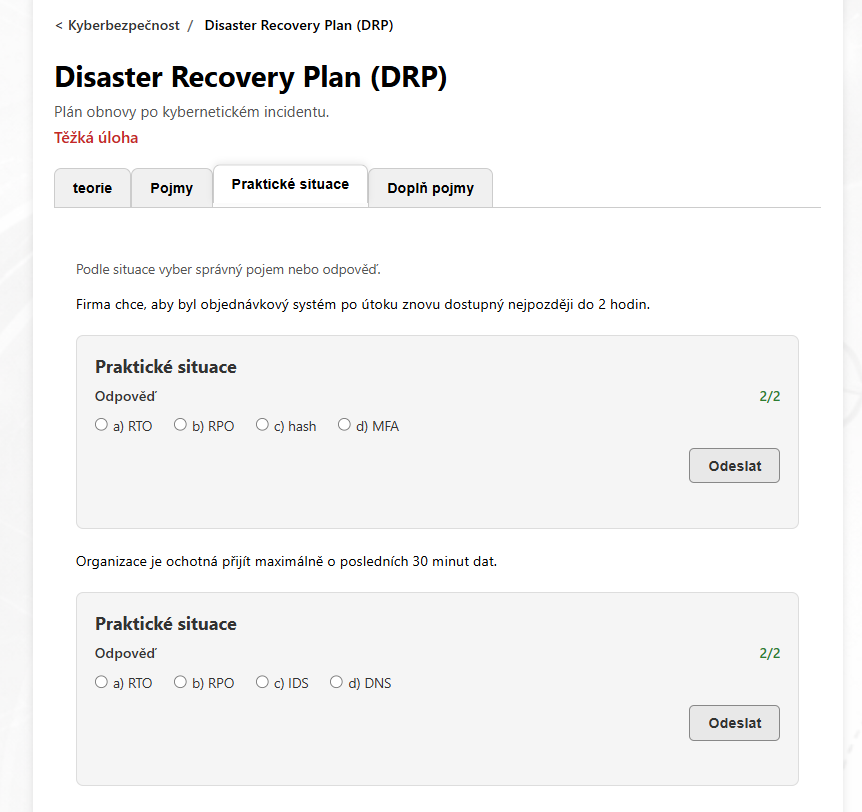 < Kyberbezpečnost / Disaster Recovery Plan (DRP)
Disaster Recovery Plan (DRP)
Plán obnovy po kybernetickém incidentu.
Těžká úloha
teorie Pojmy Praktické situace Doplň pojmy
Podle situace vyber správný pojem nebo odpověď.
Firma chce, aby byl objednávkový systém po útoku znovu dostupný nejpozději do 2 hodin.
Praktické situace
Odpověď 2/2
a) RTO b) RPO c) hash d) MFA
Odeslat
Organizace je ochotná přijít maximálně o posledních 30 minut dat.
Praktické situace
Odpověď 2/2
a) RTO b) RPO c) IDS d) DNS
Odeslat